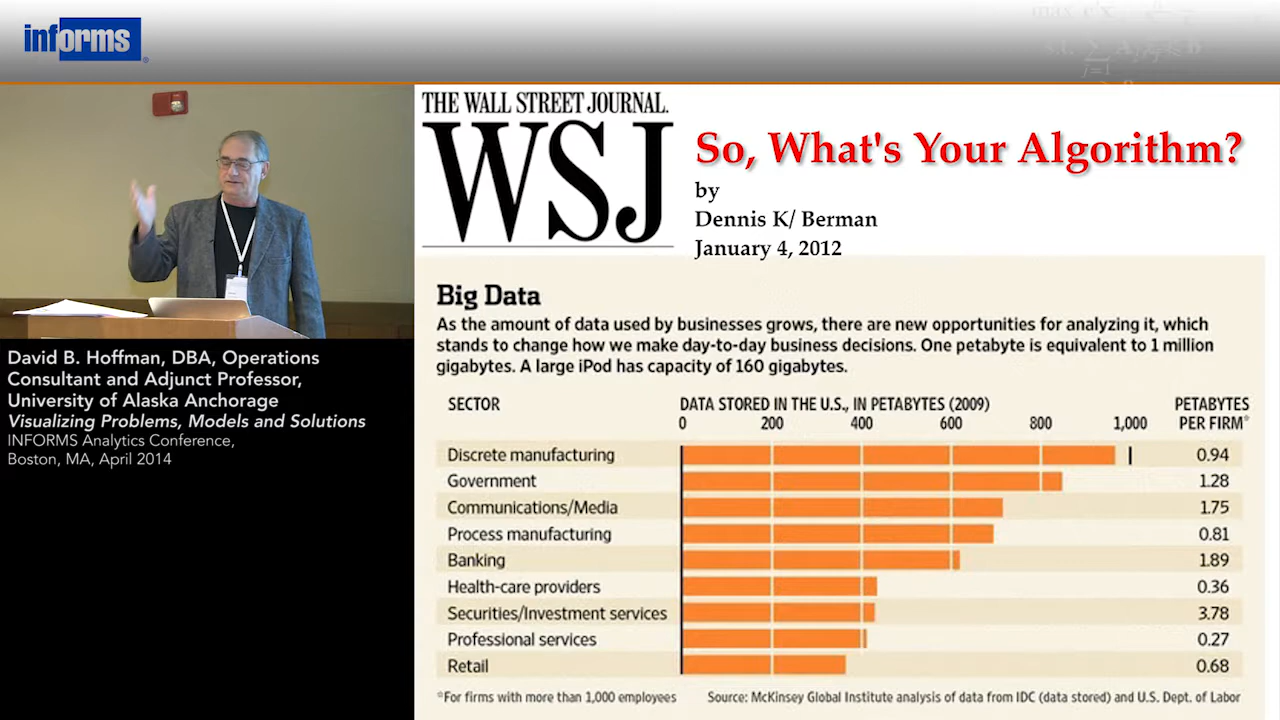 informs
THE WALL STREET JOURNAL.
WSJ
So, What's Your Algorithm?
by
Dennis K/ Berman
January 4, 2012
David B. Hoffman, DBA, Operations
Consultant and Adjunct Professor,
University of Alaska Anchorage
Visualizing Problems, Models and Solutions
INFORMS Analytics Conference,
Boston, MA, April 2014
Big Data
As the amount of data used by businesses grows, there are new opportunities for analyzing it, which
stands to change how we make day-to-day business decisions. One petabyte is equivalent to 1 million
gigabytes. A large iPod has capacity of 160 gigabytes.
SECTOR DATA STORED IN THE U.S., IN PETABYTES (2009) PETABYTES
0 200 400 600 800 1,000 PER FIRM*
Discrete manufacturing 0.94
Government 1.28
Communications/Media 1.75
Process manufacturing 0.81
Banking 1.89
Health-care providers 0.36
Securities/Investment services 3.78
Professional services 0.27
Retail 0.68
*For firms with more than 1,000 employees Source: McKinsey Global Institute analysis of data from IDC (data stored) and U.S. Dept. of Labor